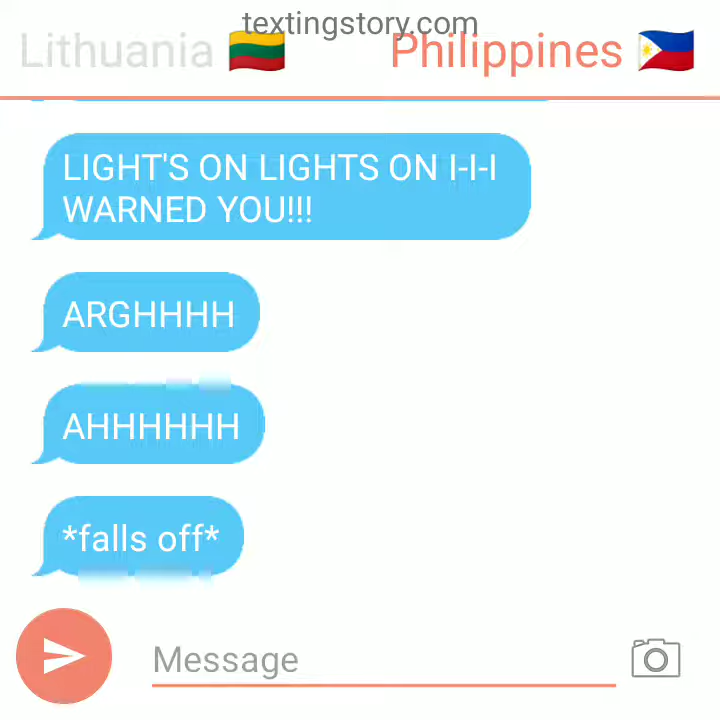 textingstory.com
Lithuania 🇱🇹 Philippines 🇵🇭
LIGHT'S ON LIGHTS ON I-I-I
WARNED YOU!!!
ARGHHHH
AHHHHHH
*falls off*
Message